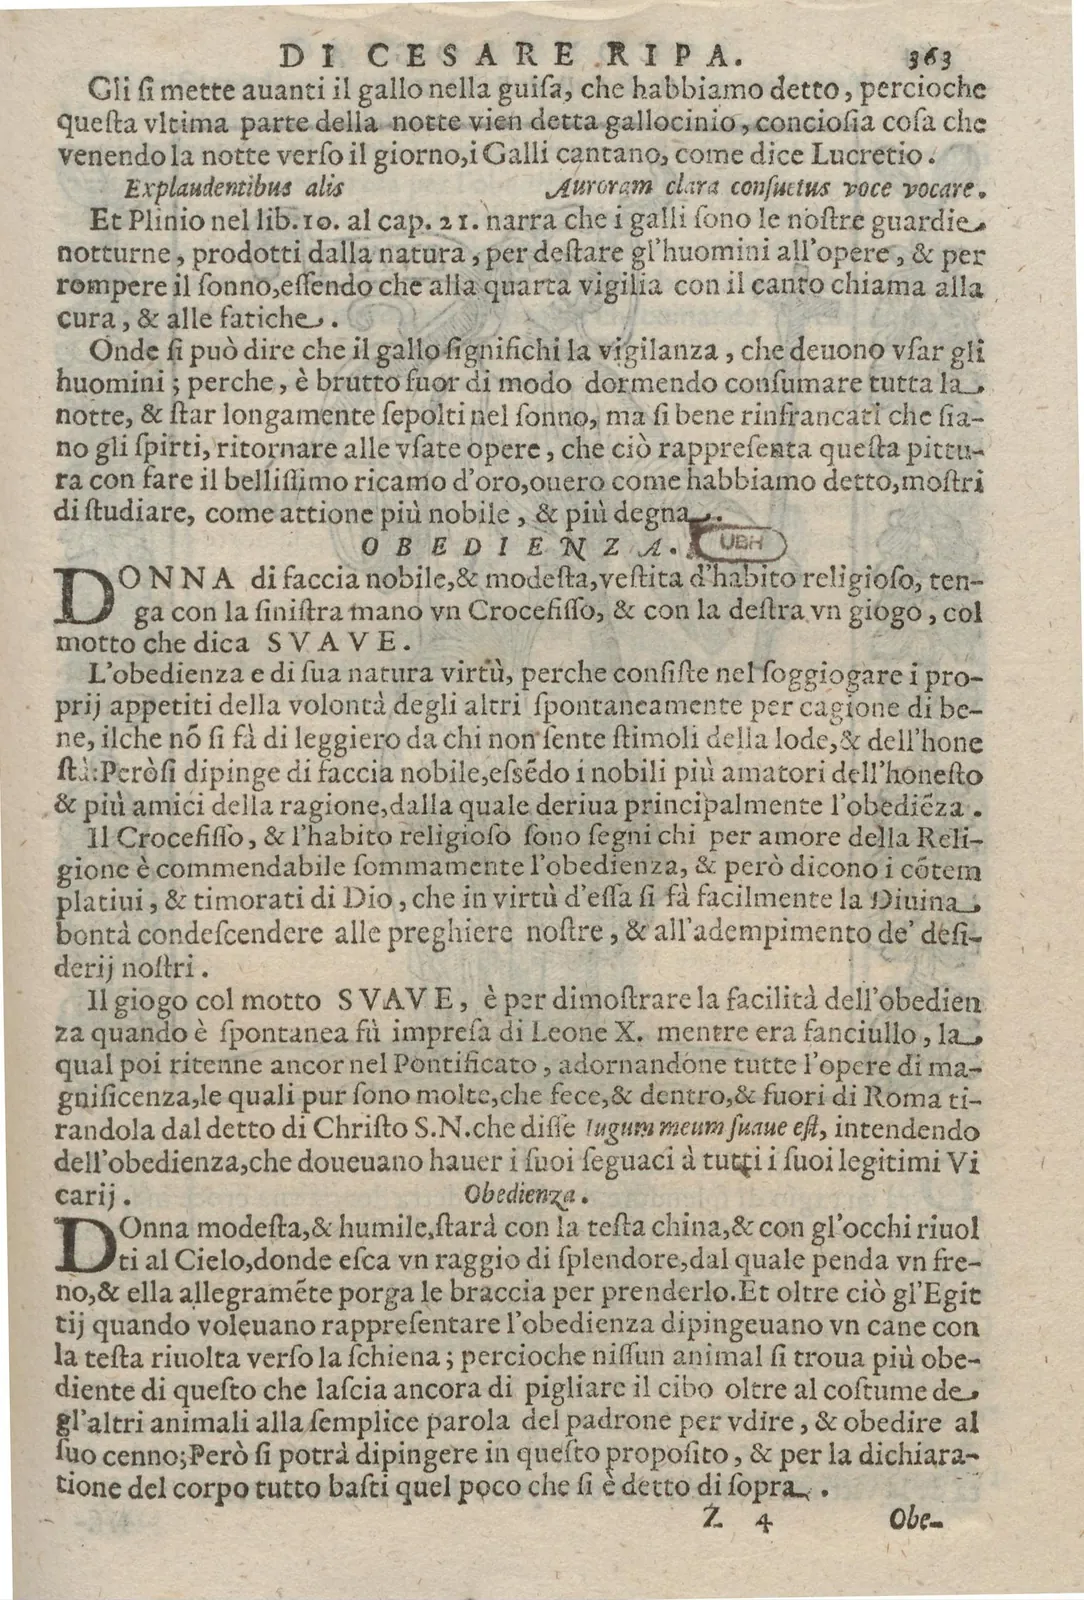 DI CESARE RIPA. 363
Gli ſi mette auanti il gallo nella guiſa, che habbiamo detto, percioche
queſta vltima parte della notte vien detta gallocinio, concioſia coſa che
venendo la notte verſo il giorno, i Galli cantano, come dice Lucretio.
Explaudentibus alis Auroram clara conſuetus voce vocare.
Et Plinio nel lib. 10. al cap. 21. narra che i galli ſono le noſtre guardie
notturne, prodotti dalla natura, per deſtare gl'huomini all'opere, & per
rompere il ſonno, eſſendo che alla quarta vigilia con il canto chiama alla
cura, & alle fatiche.
Onde ſi può dire che il gallo ſignifichi la vigilanza, che deuono vſar gli
huomini; perche, è brutto fuor di modo dormendo conſumare tutta la
notte, & ſtar longamente ſepolti nel ſonno, ma ſi bene rinfrancati che ſia-
no gli ſpirti, ritornare alle vſate opere, che ciò rappreſenta queſta pittu-
ra con fare il belliſſimo ricamo d'oro, ouero come habbiamo detto, moſtri
di ſtudiare, come attione più nobile, & più degna.
OBEDIENZA. UBH
DONNA di faccia nobile, & modeſta, veſtita d'habito religioſo, ten-
ga con la ſiniſtra mano vn Crocefiſſo, & con la deſtra vn giogo, col
motto che dica SVAVE.
L'obedienza e di ſua natura virtù, perche conſiſte nel ſoggiogare i pro-
prij appetiti della volontà degli altri ſpontaneamente per cagione di be-
ne, ilche nō ſi fà di leggiero da chi non ſente ſtimoli della lode, & dell'hone
ſtà: Però ſi dipinge di faccia nobile, eſsēdo i nobili più amatori dell'honeſto
& più amici della ragione, dalla quale deriua principalmente l'obediēza.
Il Crocefiſſo, & l'habito religioſo ſono ſegni chi per amore della Reli-
gione è commendabile ſommamente l'obedienza, & però dicono i cōtem
platiui, & timorati di Dio, che in virtù d'eſſa ſi fà facilmente la Diuina
bontà condeſcendere alle preghiere noſtre, & all'adempimento de' deſi-
derij noſtri.
Il giogo col motto SVAVE, è per dimoſtrare la facilità dell'obedien
za quando è ſpontanea fù impreſa di Leone X. mentre era fanciullo, la
qual poi ritenne ancor nel Pontificato, adornandone tutte l'opere di ma-
gnificenza, le quali pur ſono molte, che fece, & dentro, & fuori di Roma ti-
randola dal detto di Chriſto S. N. che diſſe Iugum meum ſuaue eſt, intendendo
dell'obedienza, che doueuano hauer i ſuoi ſeguaci à tutti i ſuoi legitimi Vi
carij. Obedienza.
DOnna modeſta, & humile, ſtarà con la teſta china, & con gl'occhi riuol
ti al Cielo, donde eſca vn raggio di ſplendore, dal quale penda vn fre-
no, & ella allegramēte porga le braccia per prenderlo. Et oltre ciò gl'Egit
tij quando voleuano rappreſentare l'obedienza dipingeuano vn cane con
la teſta riuolta verſo la ſchiena; percioche niſſun animal ſi troua più obe-
diente di queſto che laſcia ancora di pigliare il cibo oltre al coſtume de
gl'altri animali alla ſemplice parola del padrone per vdire, & obedire al
ſuo cenno; Però ſi potrà dipingere in queſto propoſito, & per la dichiara-
tione del corpo tutto baſti quel poco che ſi è detto di ſopra.
Z 4 Obe-